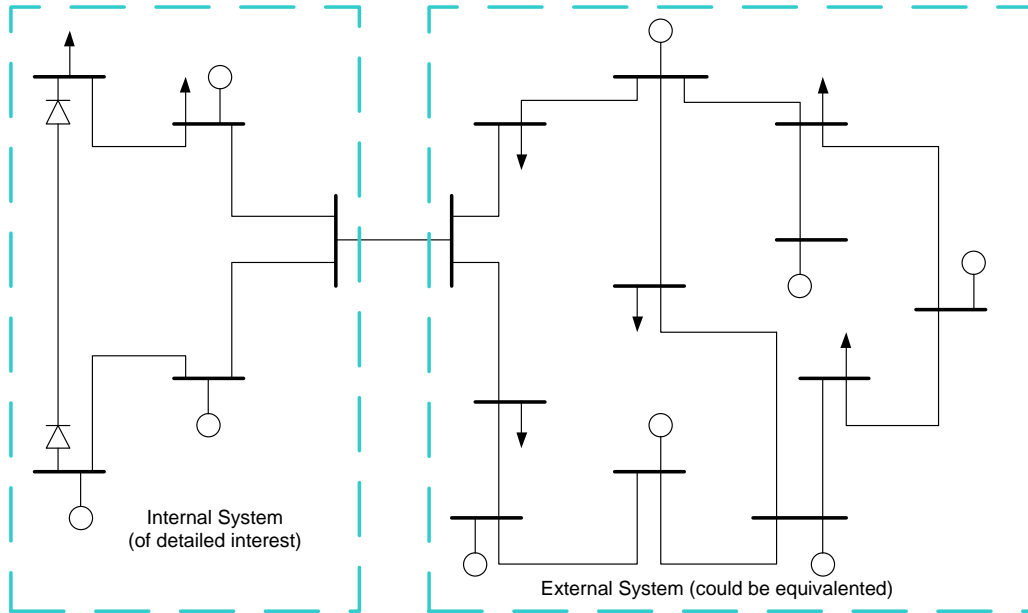 Internal System
(of detailed interest)
External System (could be equivalented)